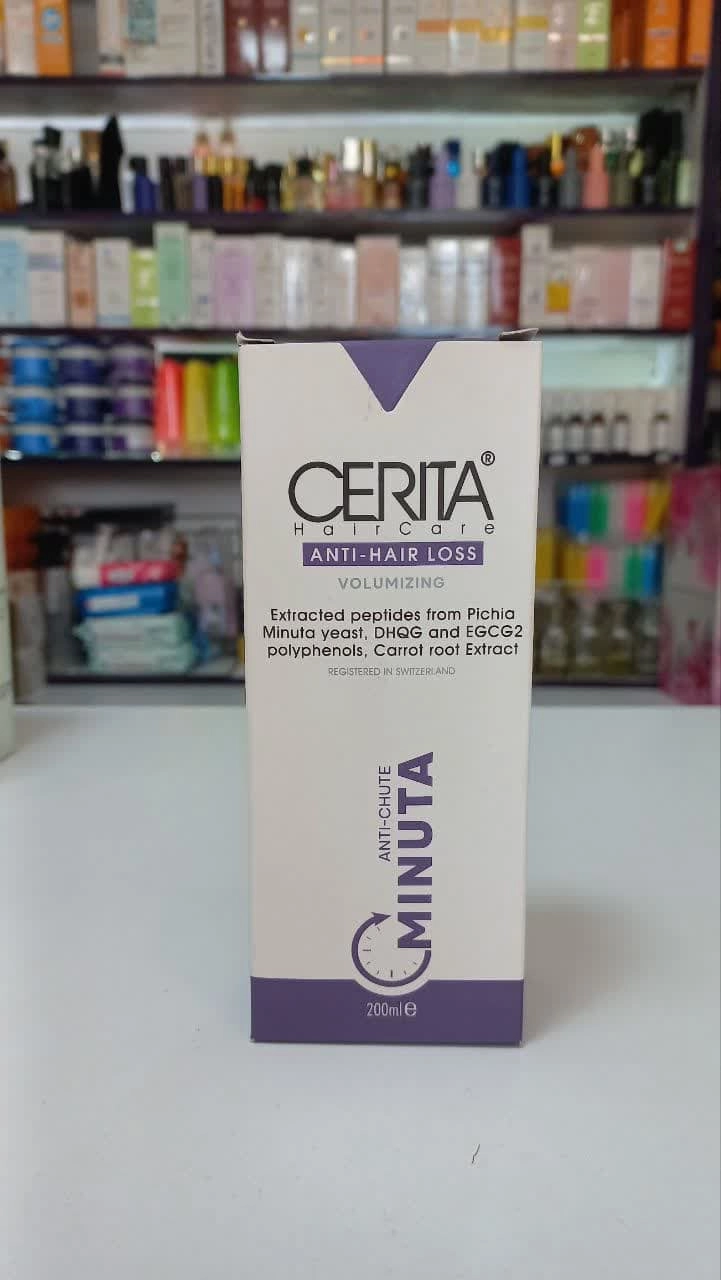 CERITA®
HairCare
ANTI-HAIR LOSS
VOLUMIZING
Extracted peptides from Pichia
Minuta yeast, DHQG and EGCG2
polyphenols, Carrot root Extract
REGISTERED IN SWITZERLAND
ANTI-CHUTE
MINUTA
200ml e